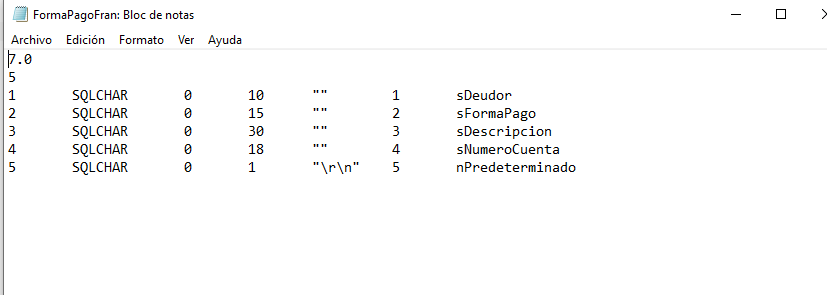 FormaPagoFran: Bloc de notas
Archivo Edición Formato Ver Ayuda
7.0
5
1 SQLCHAR 0 10 "" 1 sDeudor
2 SQLCHAR 0 15 "" 2 sFormaPago
3 SQLCHAR 0 30 "" 3 sDescripcion
4 SQLCHAR 0 18 "" 4 sNumeroCuenta
5 SQLCHAR 0 1 "\r\n" 5 nPredeterminado